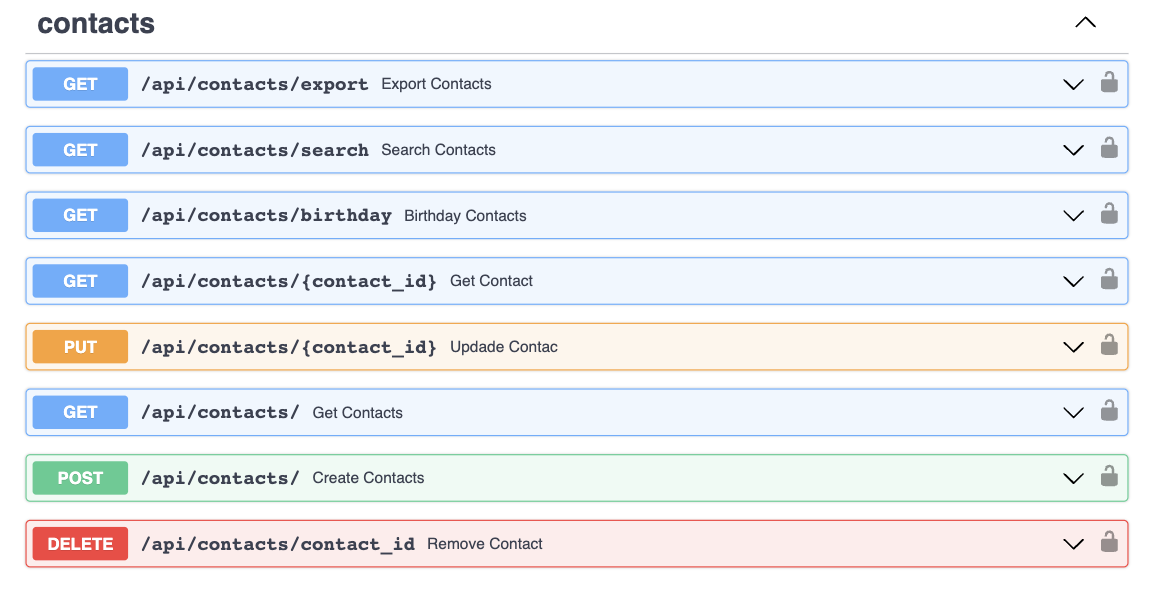 contacts
GET /api/contacts/export Export Contacts
GET /api/contacts/search Search Contacts
GET /api/contacts/birthday Birthday Contacts
GET /api/contacts/{contact_id} Get Contact
PUT /api/contacts/{contact_id} Updade Contac
GET /api/contacts/ Get Contacts
POST /api/contacts/ Create Contacts
DELETE /api/contacts/contact_id Remove Contact